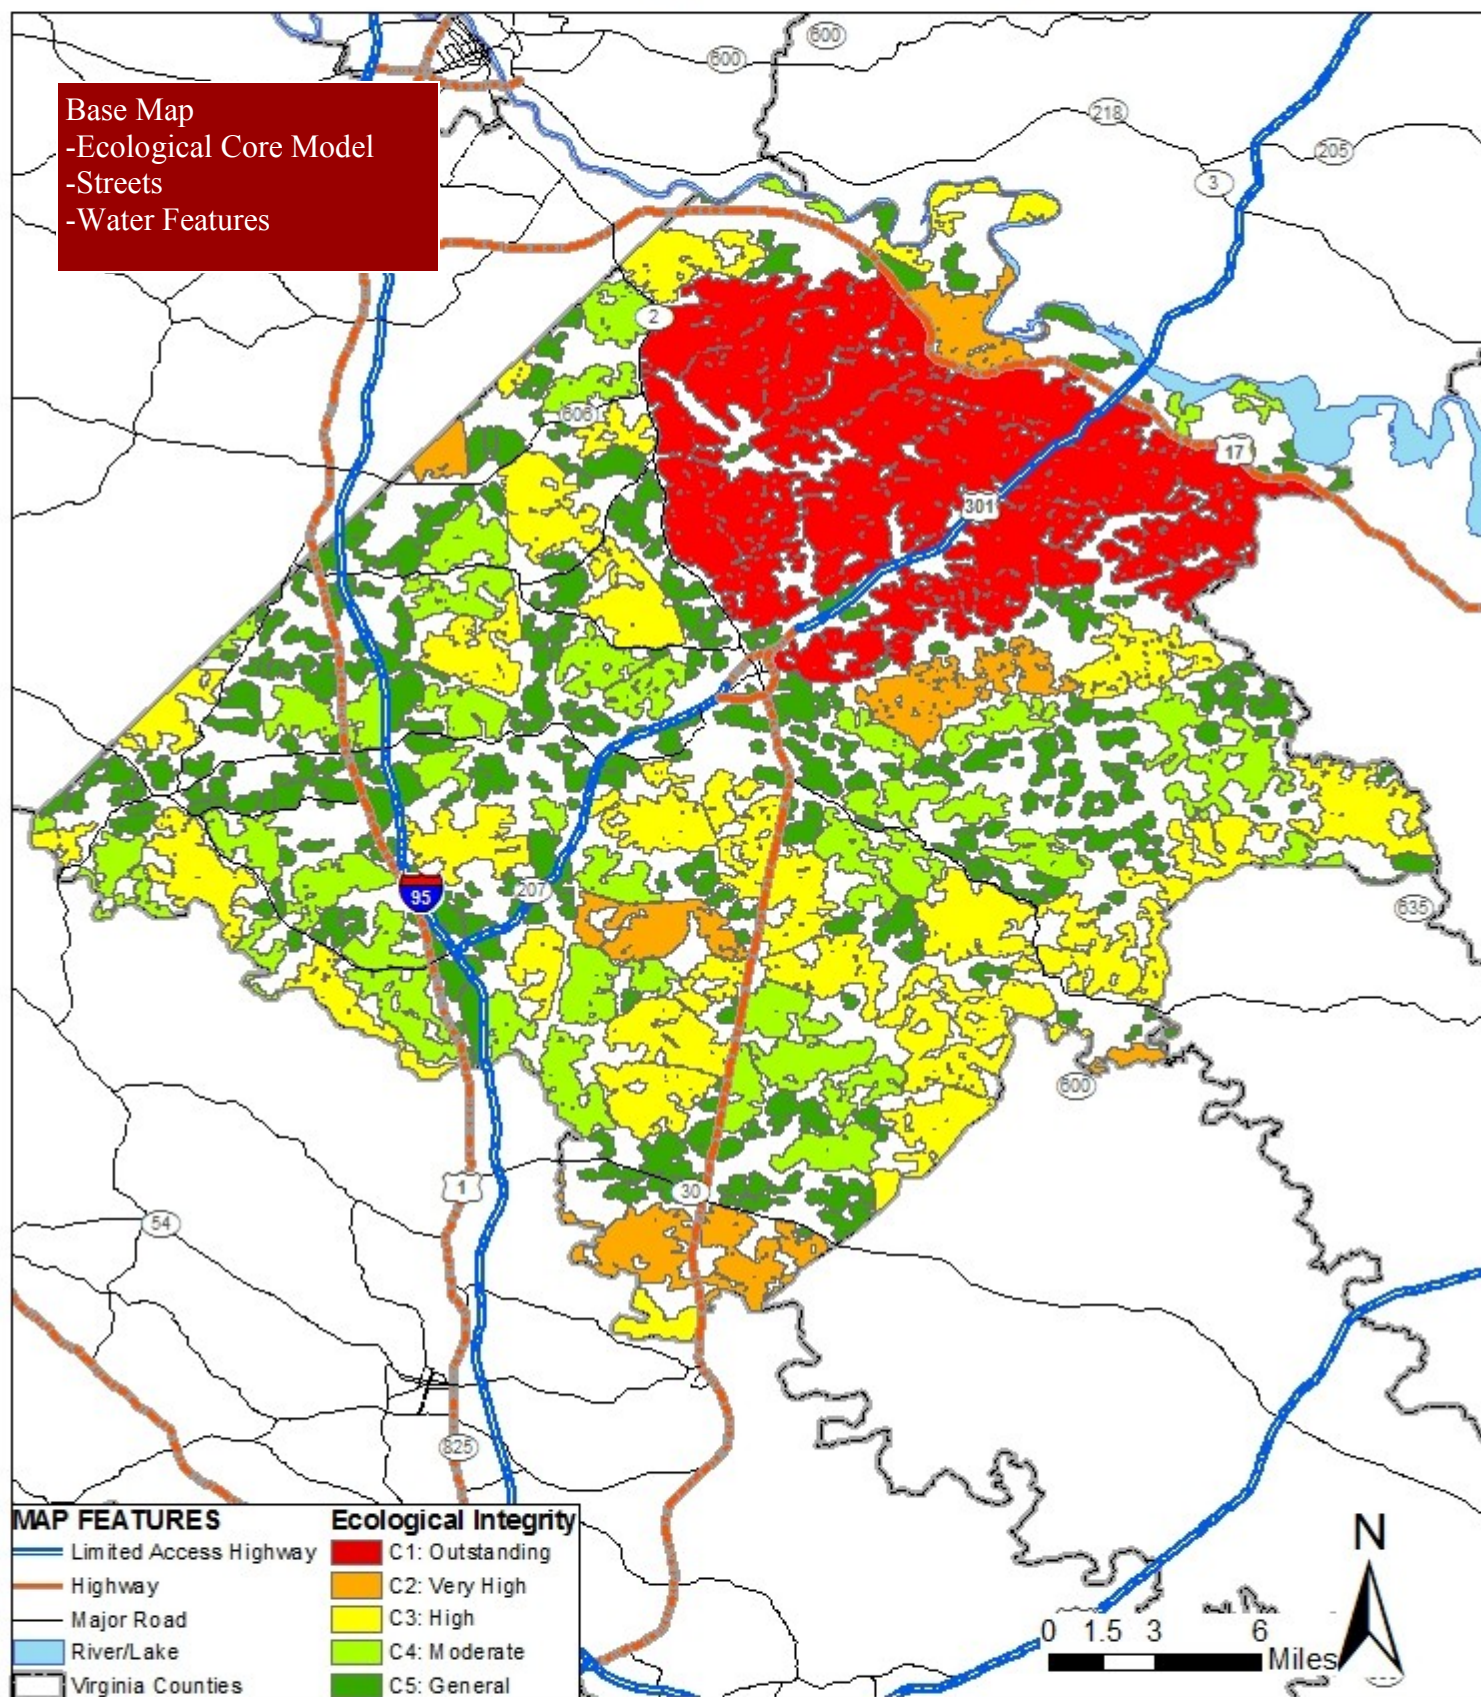 600
600
218
205
3
Base Map
-Ecological Core Model
-Streets
-Water Features
2
606
17
301
95
207
635
600
1
30
54
825
MAP FEATURES
Limited Access Highway
Highway
Major Road
River/Lake
Virginia Counties
Ecological Integrity
C1: Outstanding
C2: Very High
C3: High
C4: Moderate
C5: General
N
0 1.5 3 6
Miles